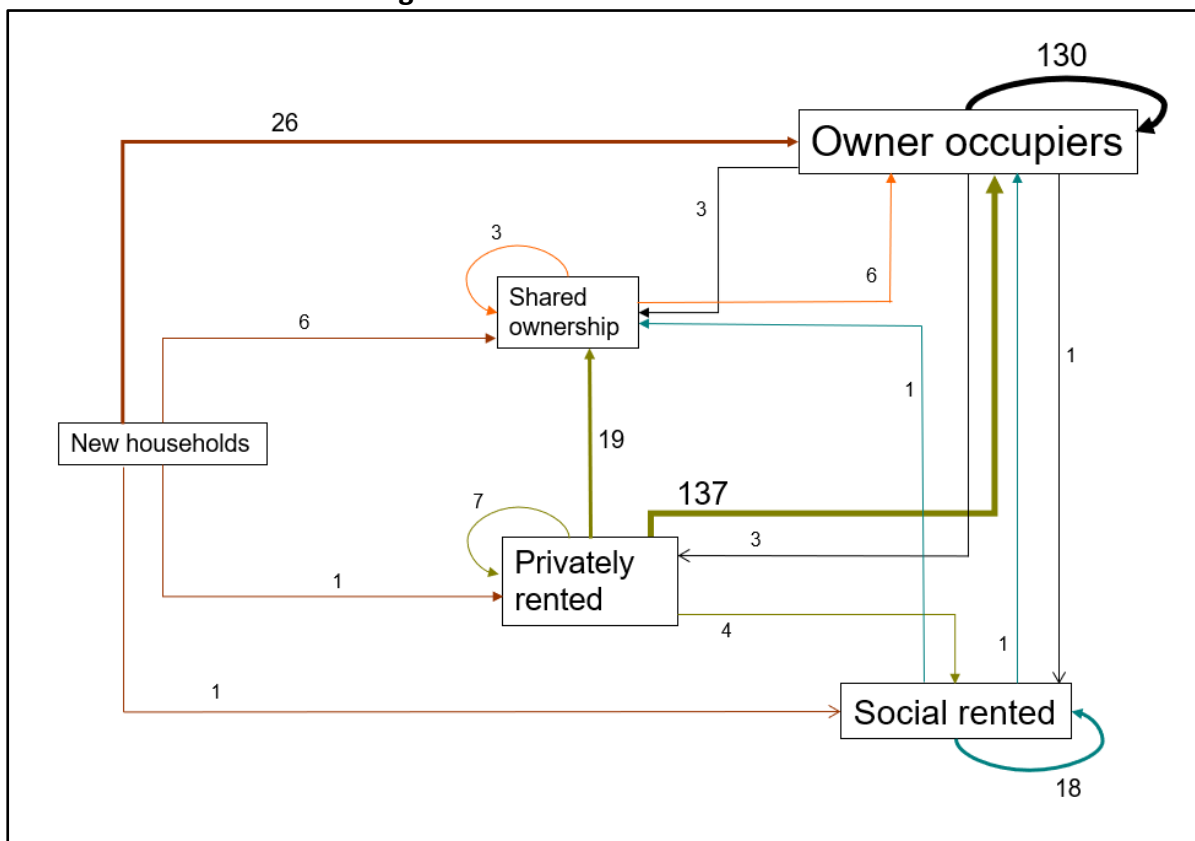 130
26
Owner occupiers
3
3
6
Shared
ownership
6
1
1
New households
19
137
7
3
Privately
rented
1
4
1
1
Social rented
18